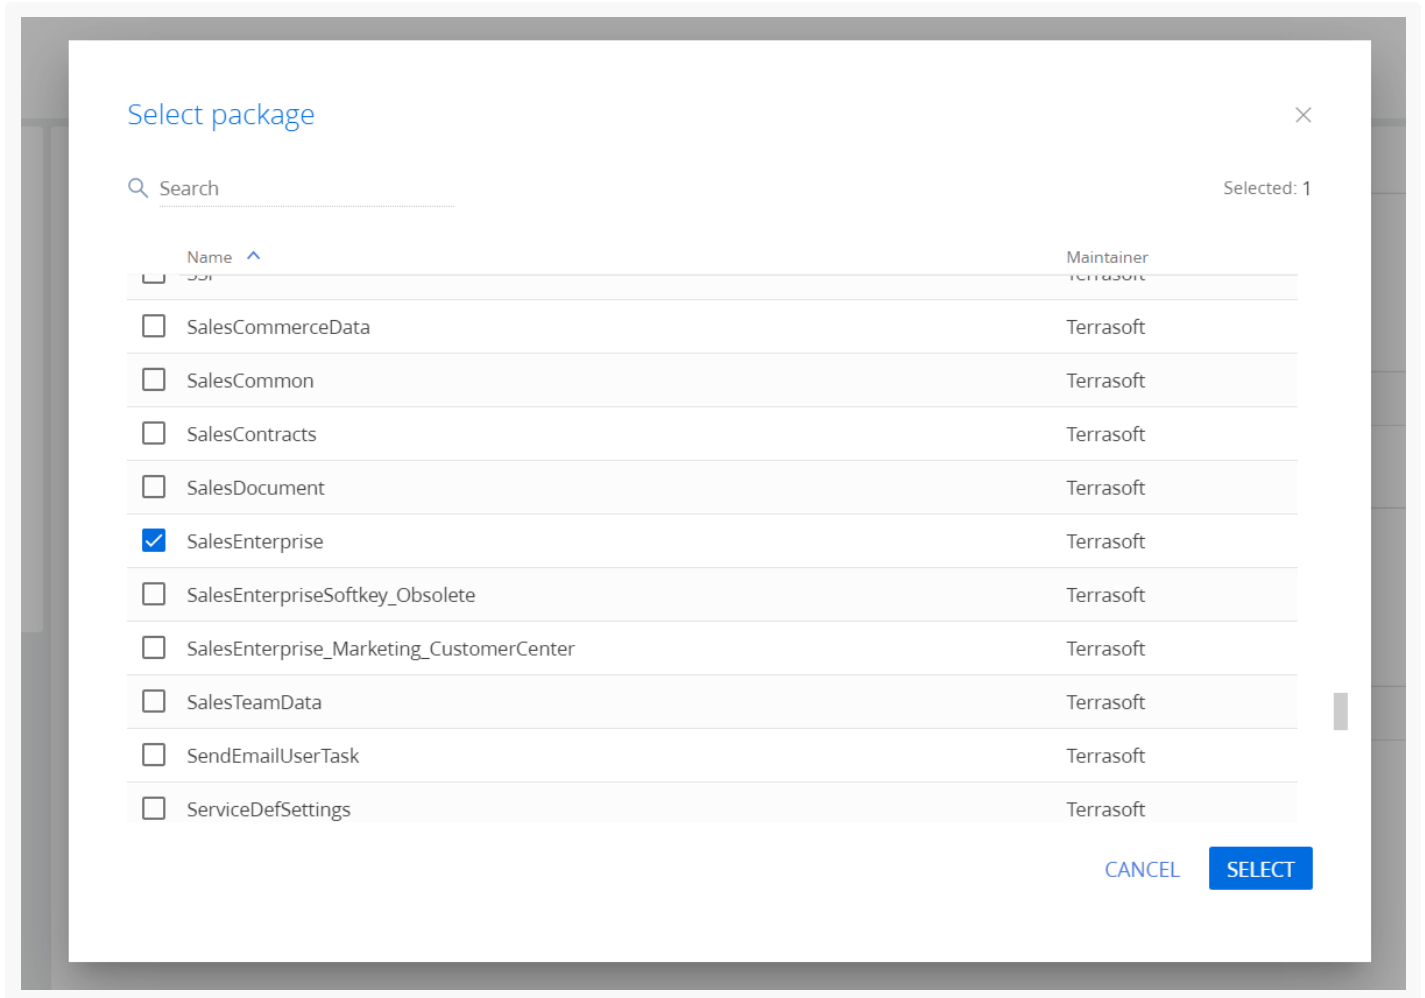 Select package
Search
Selected: 1
Name Maintainer
SalesCommerceData Terrasoft
SalesCommon Terrasoft
SalesContracts Terrasoft
SalesDocument Terrasoft
SalesEnterprise Terrasoft
SalesEnterpriseSoftkey_Obsolete Terrasoft
SalesEnterprise_Marketing_CustomerCenter Terrasoft
SalesTeamData Terrasoft
SendEmailUserTask Terrasoft
ServiceDefSettings Terrasoft
CANCEL SELECT